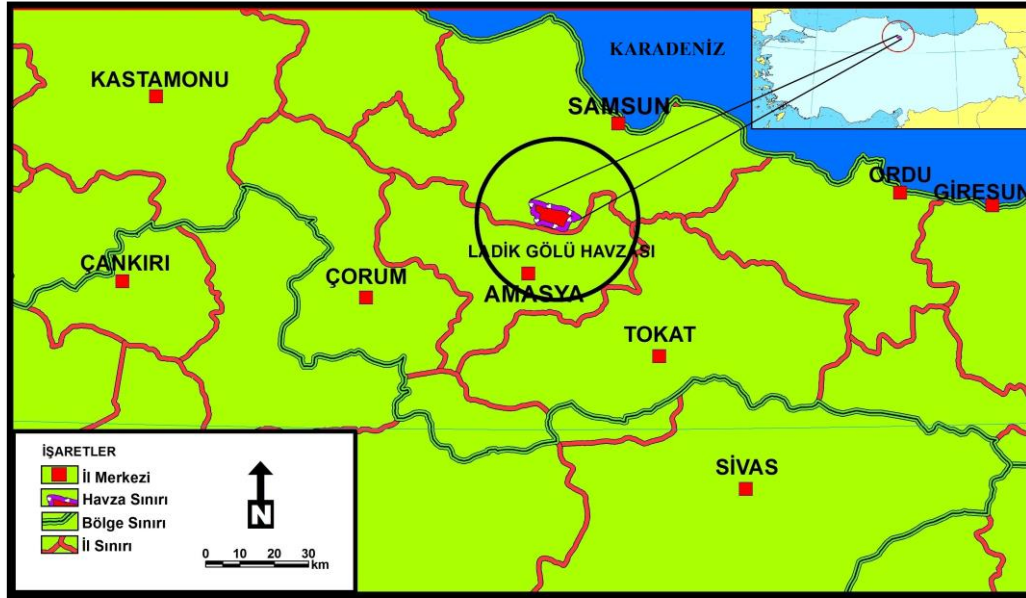 KARADENİZ
KASTAMONU
SAMSUN
ORDU
GİRESUN
LADİK GÖLÜ HAVZASI
ÇANKIRI
ÇORUM
AMASYA
TOKAT
SİVAS
İŞARETLER
İl Merkezi
Havza Sınırı
Bölge Sınırı
İl Sınırı
N
0 10 20 30
km